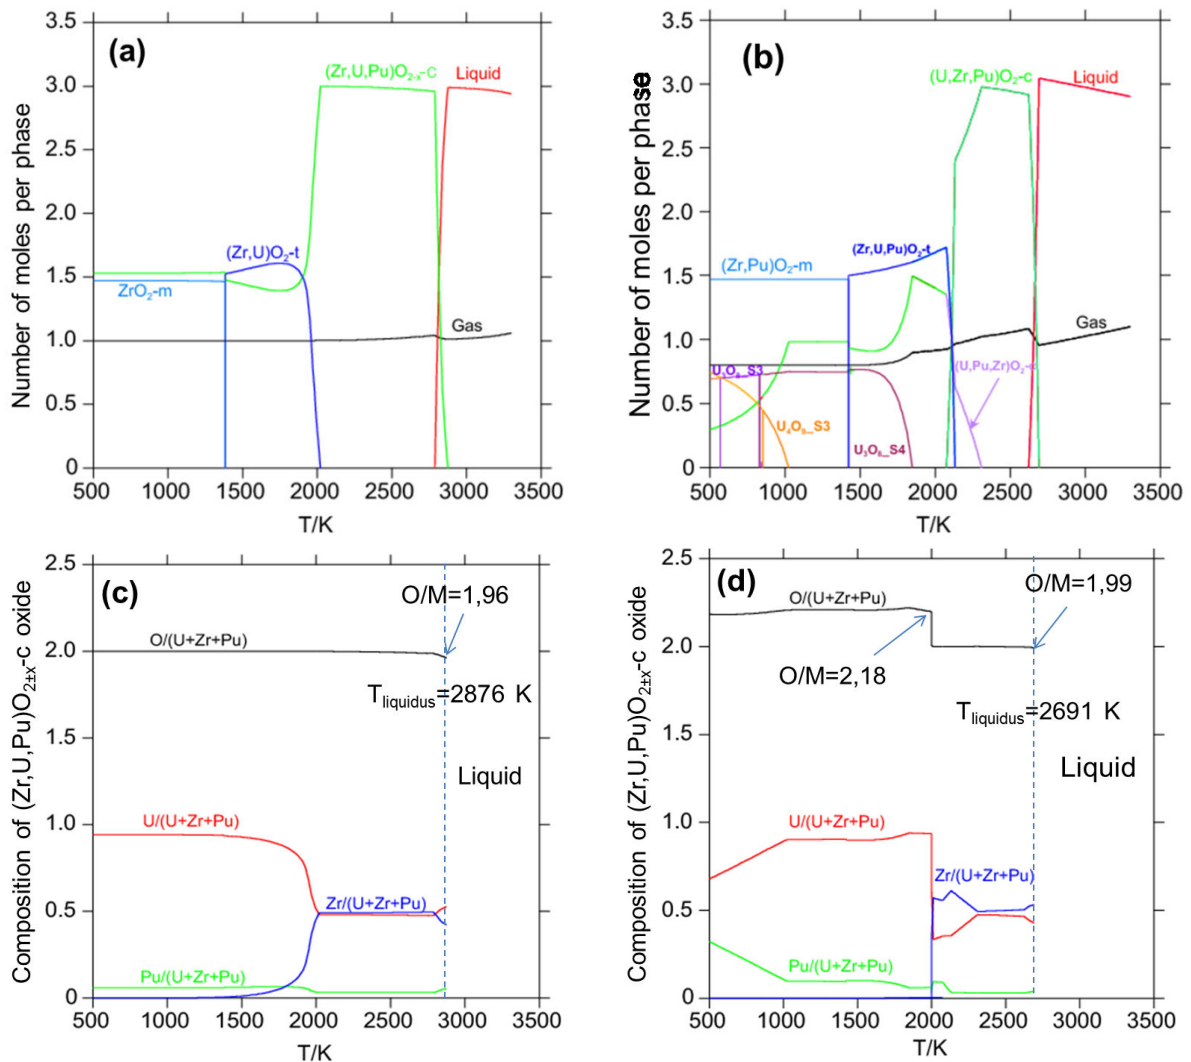 (a)
Number of moles per phase
3.5
3.0
2.5
2.0
1.5
1.0
0.5
0
(Zr,U,Pu)O2-x-c
Liquid
(Zr,U)O2-t
ZrO2-m
Gas
500 1000 1500 2000 2500 3000 3500
T/K
(b)
Number of moles per phase
3.5
3.0
2.5
2.0
1.5
1.0
0.5
0
(U,Zr,Pu)O2-c
Liquid
(Zr,U,Pu)O2-t
(Zr,Pu)O2-m
Gas
U3O8_S3
(U,Pu,Zr)O2-c
U4O9_S3
U3O8_S4
500 1000 1500 2000 2500 3000 3500
T/K
(c)
Composition of (Zr,U,Pu)O2±x-c oxide
2.5
2.0
1.5
1.0
0.5
0
O/M=1,96
O/(U+Zr+Pu)
Tliquidus=2876 K
Liquid
U/(U+Zr+Pu)
Zr/(U+Zr+Pu)
Pu/(U+Zr+Pu)
500 1000 1500 2000 2500 3000 3500
T/K
(d)
Composition of (Zr,U,Pu)O2±x-c oxide
2.5
2.0
1.5
1.0
0.5
0
O/M=1,99
O/(U+Zr+Pu)
O/M=2,18
Tliquidus=2691 K
Liquid
U/(U+Zr+Pu)
Zr/(U+Zr+Pu)
Pu/(U+Zr+Pu)
500 1000 1500 2000 2500 3000 3500
T/K